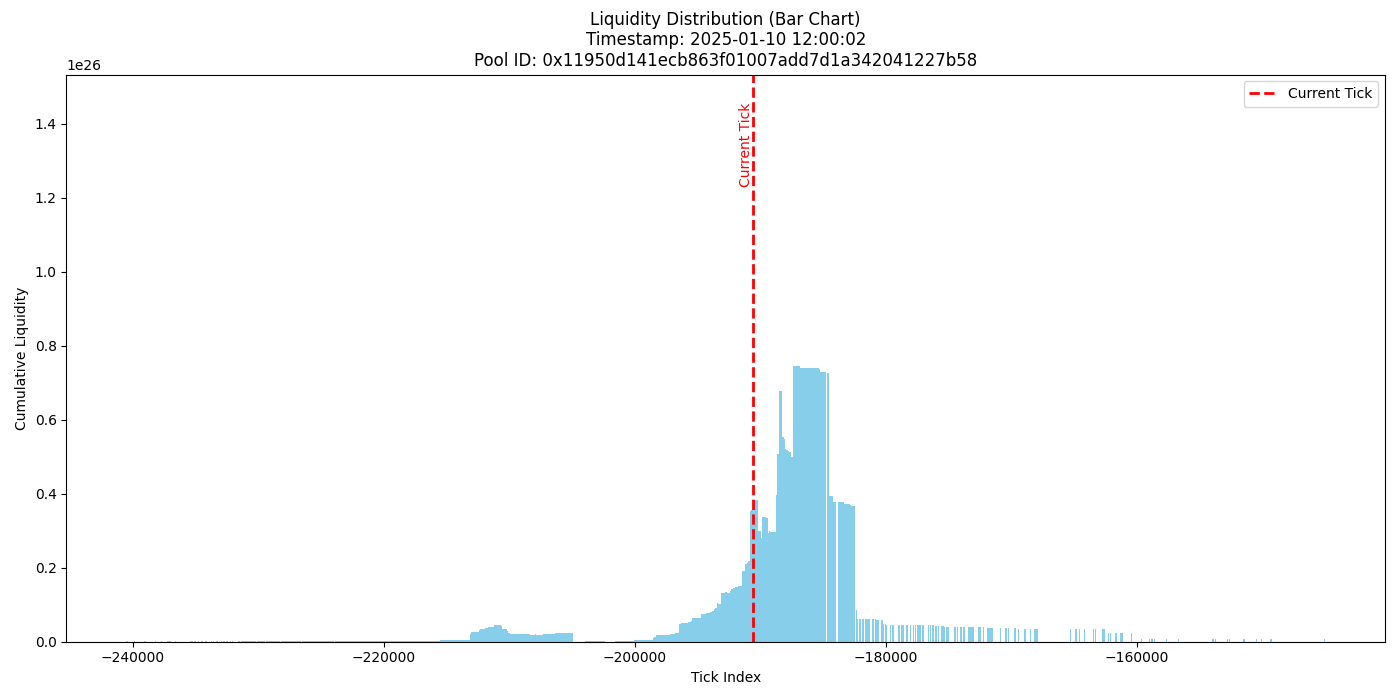 Liquidity Distribution (Bar Chart)
Timestamp: 2025-01-10 12:00:02
Pool ID: 0x11950d141ecb863f01007add7d1a342041227b58
1e26
Current Tick
Current Tick
1.4
1.2
1.0
0.8
0.6
0.4
0.2
0.0
Cumulative Liquidity
−240000 −220000 −200000 −180000 −160000
Tick Index